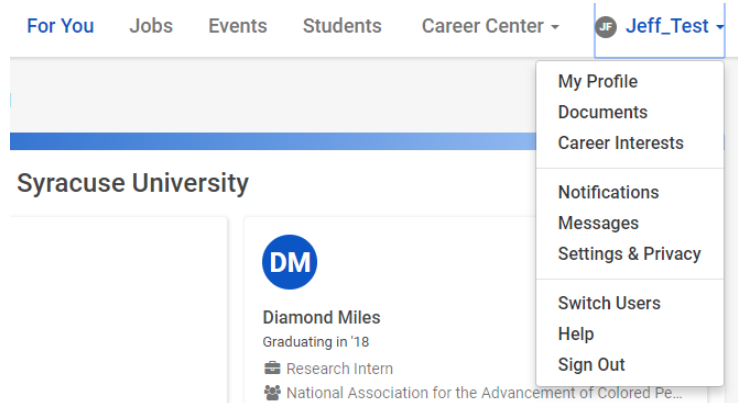 For You Jobs Events Students Career Center JF Jeff_Test
My Profile
Documents
Career Interests
Notifications
Messages
Settings & Privacy
Switch Users
Help
Sign Out
Syracuse University
DM
Diamond Miles
Graduating in '18
Research Intern
National Association for the Advancement of Colored Pe...